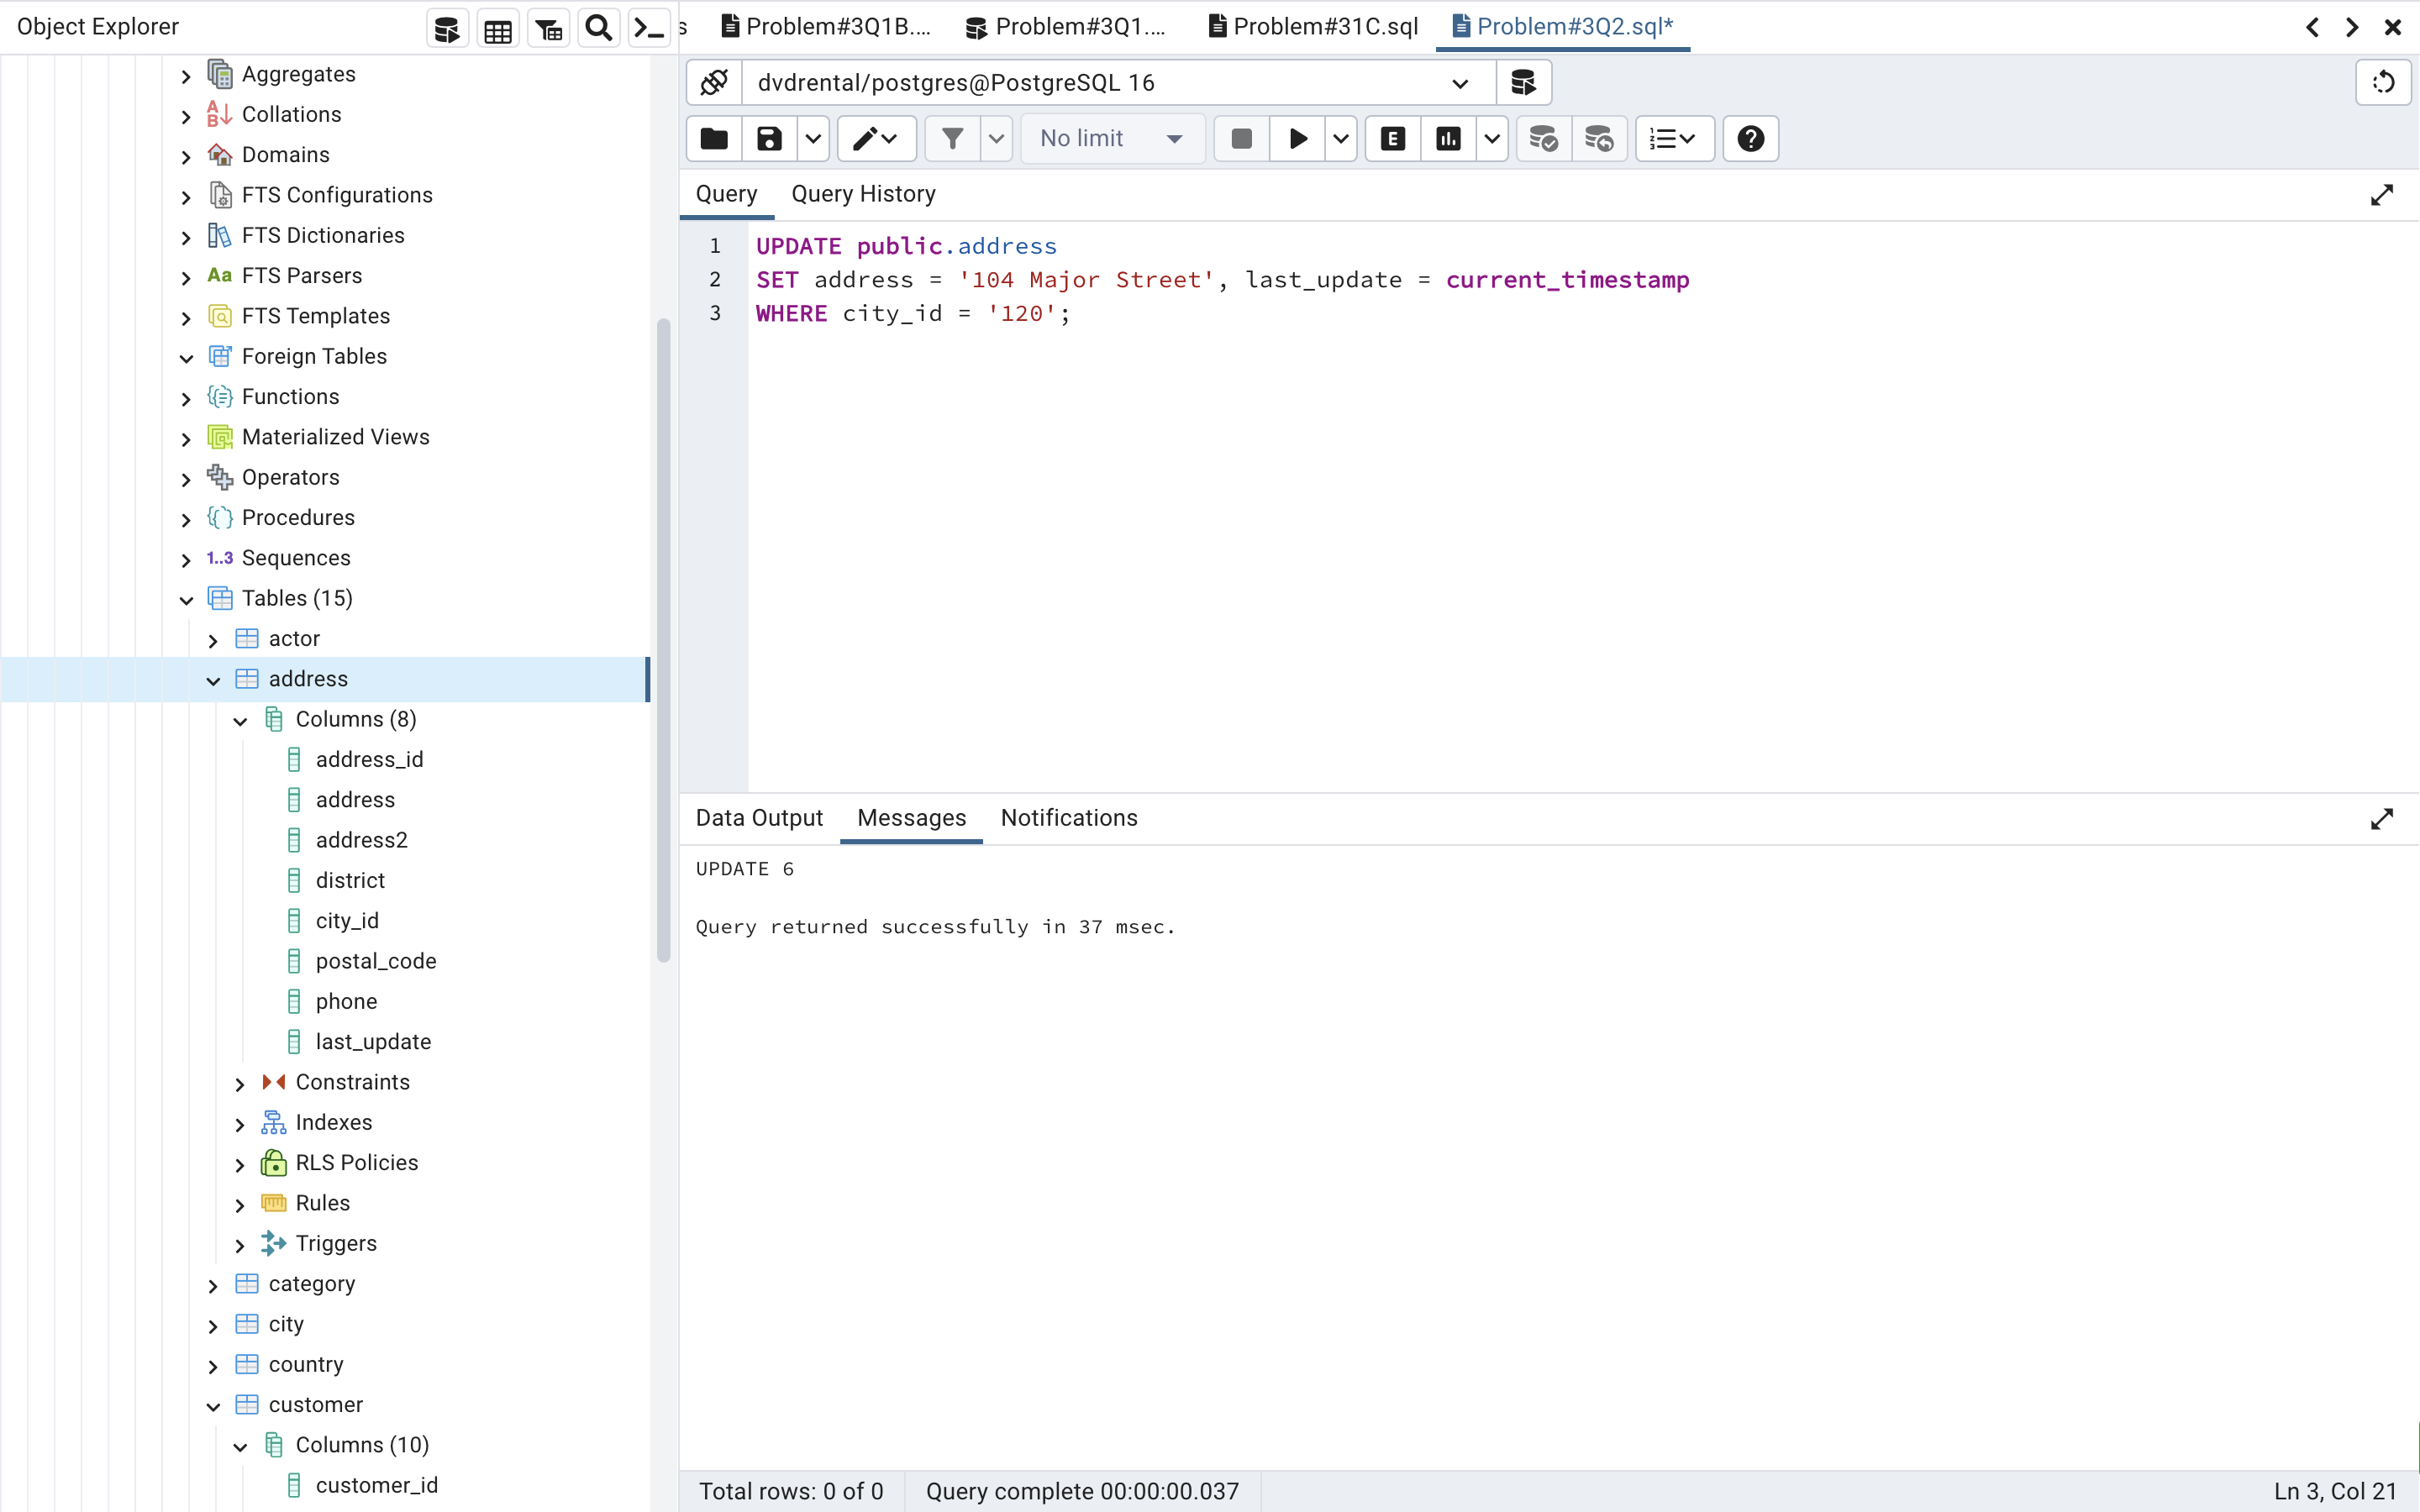 Object Explorer
s
Problem#3Q1B....
Problem#3Q1....
Problem#31C.sql
Problem#3Q2.sql*
dvdrental/postgres@PostgreSQL 16
No limit
E
Query
Query History
1 UPDATE public.address
2 SET address = '104 Major Street', last_update = current_timestamp
3 WHERE city_id = '120';
Aggregates
Collations
Domains
FTS Configurations
FTS Dictionaries
Aa FTS Parsers
FTS Templates
Foreign Tables
Functions
Materialized Views
Operators
Procedures
1..3 Sequences
Tables (15)
actor
address
Columns (8)
address_id
address
address2
district
city_id
postal_code
phone
last_update
Constraints
Indexes
RLS Policies
Rules
Triggers
category
city
country
customer
Columns (10)
customer_id
Data Output
Messages
Notifications
UPDATE 6
Query returned successfully in 37 msec.
Total rows: 0 of 0
Query complete 00:00:00.037
Ln 3, Col 21